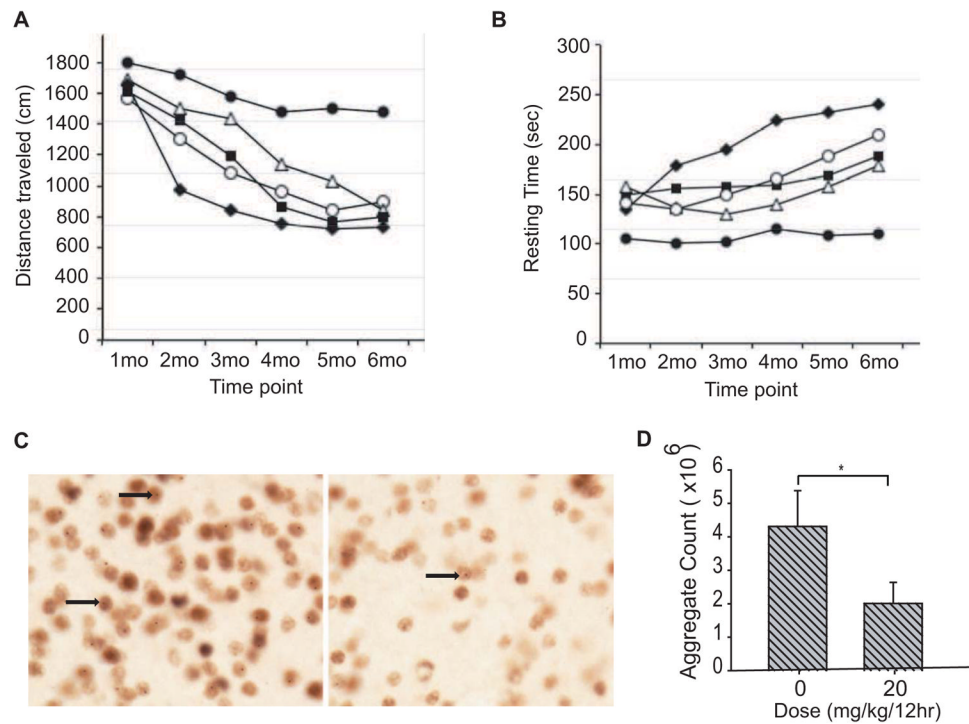 A
Distance traveled (cm)
1800
1600
1400
1200
1000
800
600
400
200
0
1mo 2mo 3mo 4mo 5mo 6mo
Time point
B
Resting Time (sec)
300
250
200
150
100
50
0
1mo 2mo 3mo 4mo 5mo 6mo
Time point
C
D
Aggregate Count ( x10 6)
6
5
4
3
2
1
0
*
0 20
Dose (mg/kg/12hr)